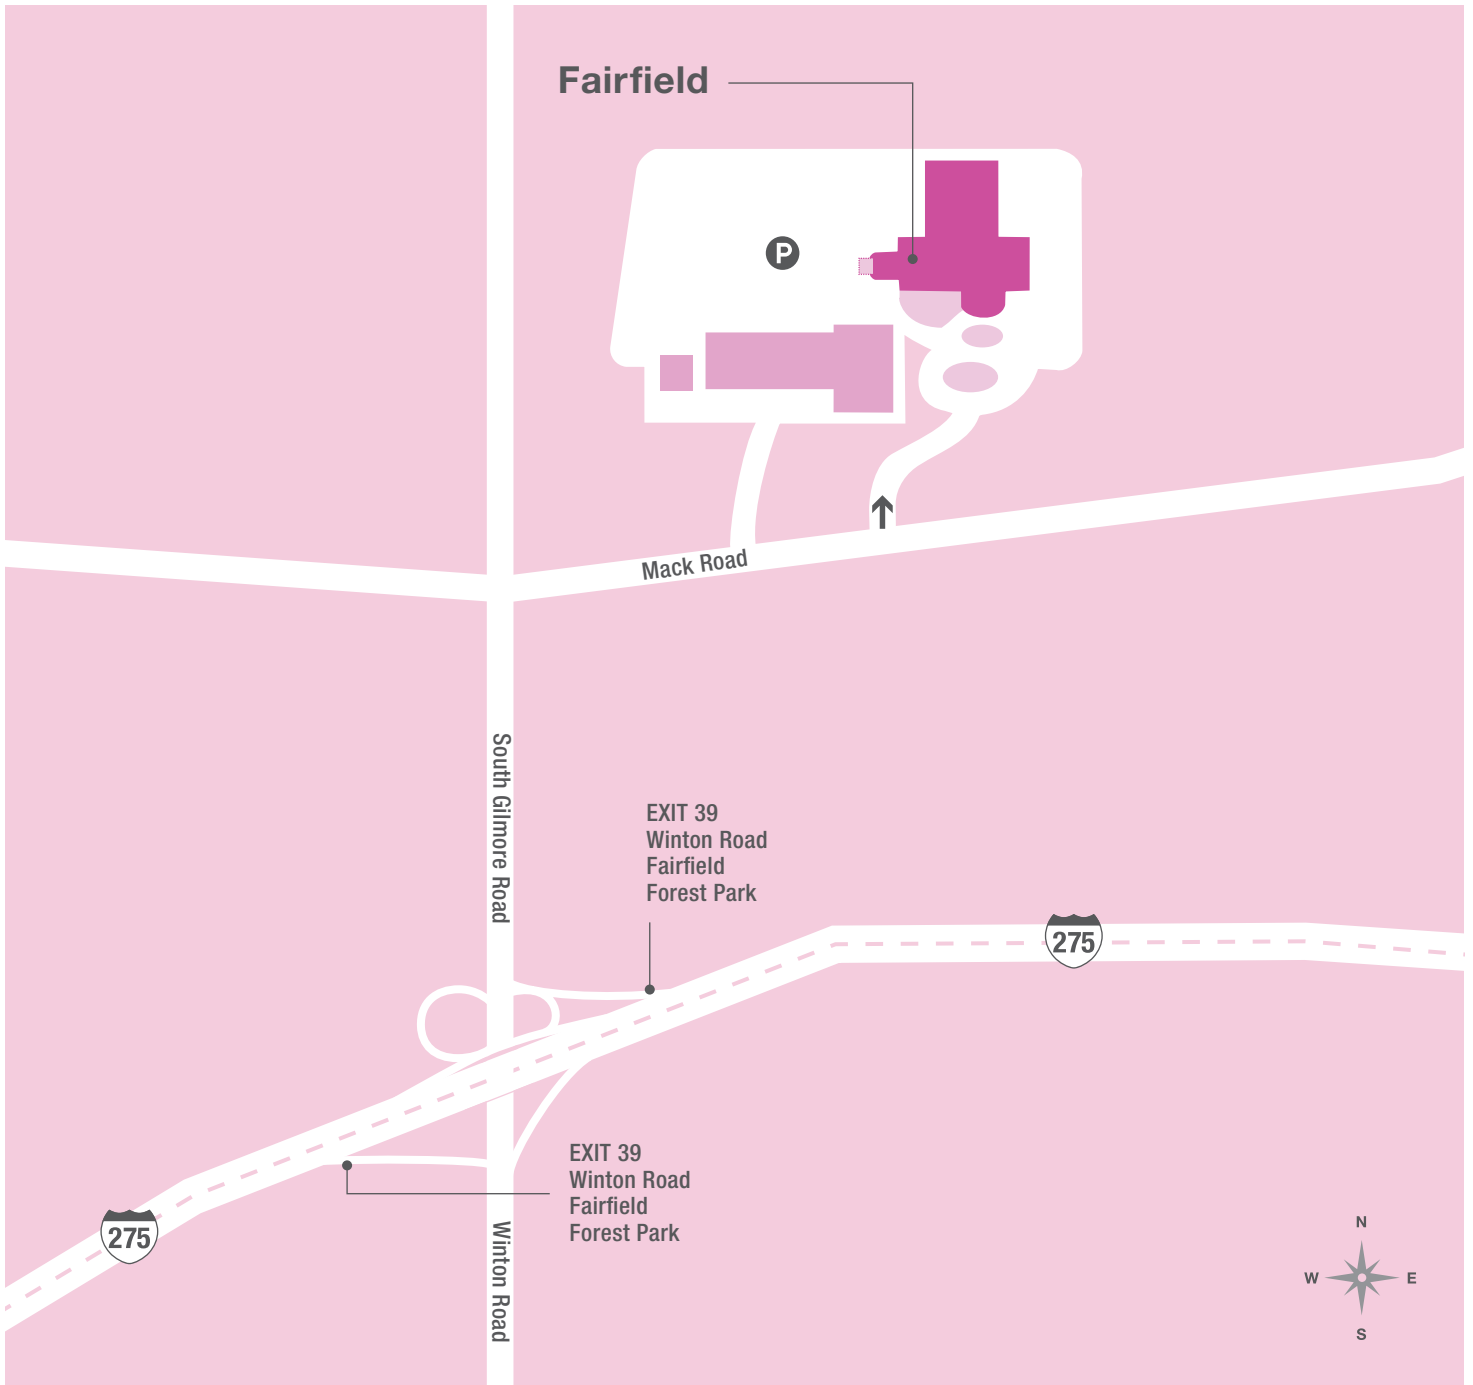 Fairfield
P
Mack Road
South Gilmore Road
EXIT 39
Winton Road
Fairfield
Forest Park
275
EXIT 39
Winton Road
Fairfield
Forest Park
275
Winton Road
N
W
E
S